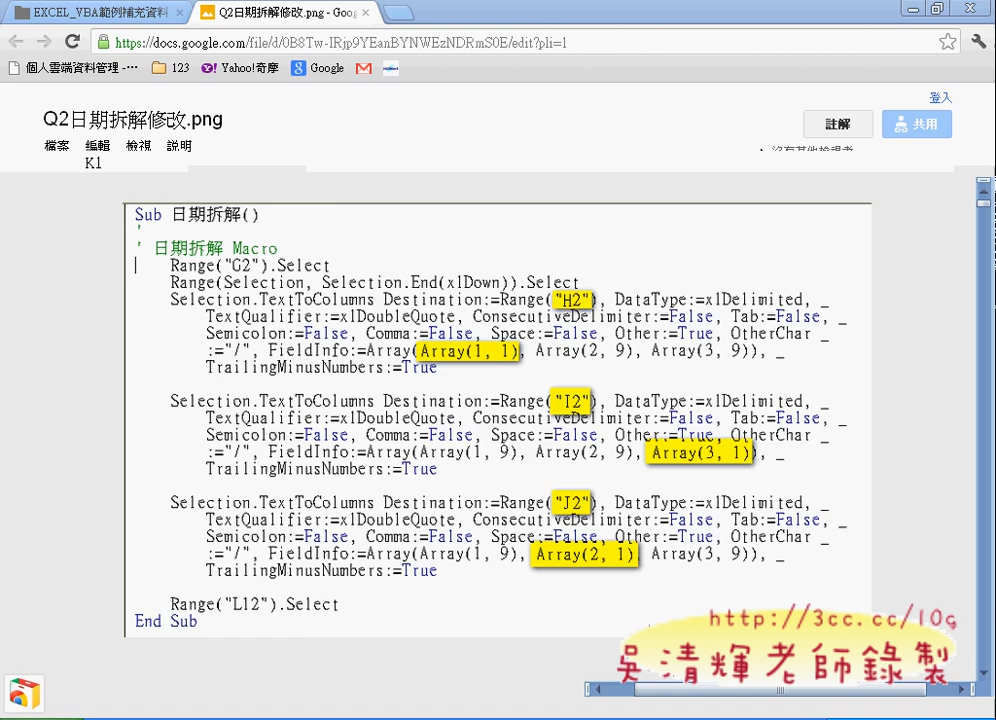 EXCEL_VBA範例補充資料
Q2日期拆解修改.png - Goo
https://docs.google.com/file/d/0B8Tw-IRjp9YEanBYNWEzNDRmS0E/edit?pli=1
個人雲端資料管理 -…
123
Yahoo!奇摩
Google
登入
Q2日期拆解修改.png
註解
共用
檔案 編輯 檢視 說明
K1
Sub 日期拆解()
'
' 日期拆解 Macro
Range("G2").Select
Range(Selection, Selection.End(xlDown)).Select
Selection.TextToColumns Destination:=Range("H2"), DataType:=xlDelimited, _
TextQualifier:=xlDoubleQuote, ConsecutiveDelimiter:=False, Tab:=False, _
Semicolon:=False, Comma:=False, Space:=False, Other:=True, OtherChar _
:="/", FieldInfo:=Array(Array(1, 1), Array(2, 9), Array(3, 9)), _
TrailingMinusNumbers:=True
Selection.TextToColumns Destination:=Range("I2"), DataType:=xlDelimited, _
TextQualifier:=xlDoubleQuote, ConsecutiveDelimiter:=False, Tab:=False, _
Semicolon:=False, Comma:=False, Space:=False, Other:=True, OtherChar _
:="/", FieldInfo:=Array(Array(1, 9), Array(2, 9), Array(3, 1)), _
TrailingMinusNumbers:=True
Selection.TextToColumns Destination:=Range("J2"), DataType:=xlDelimited, _
TextQualifier:=xlDoubleQuote, ConsecutiveDelimiter:=False, Tab:=False, _
Semicolon:=False, Comma:=False, Space:=False, Other:=True, OtherChar _
:="/", FieldInfo:=Array(Array(1, 9), Array(2, 1), Array(3, 9)), _
TrailingMinusNumbers:=True
Range("L12").Select
End Sub
http://3cc.cc/10g
吳清輝老師錄製